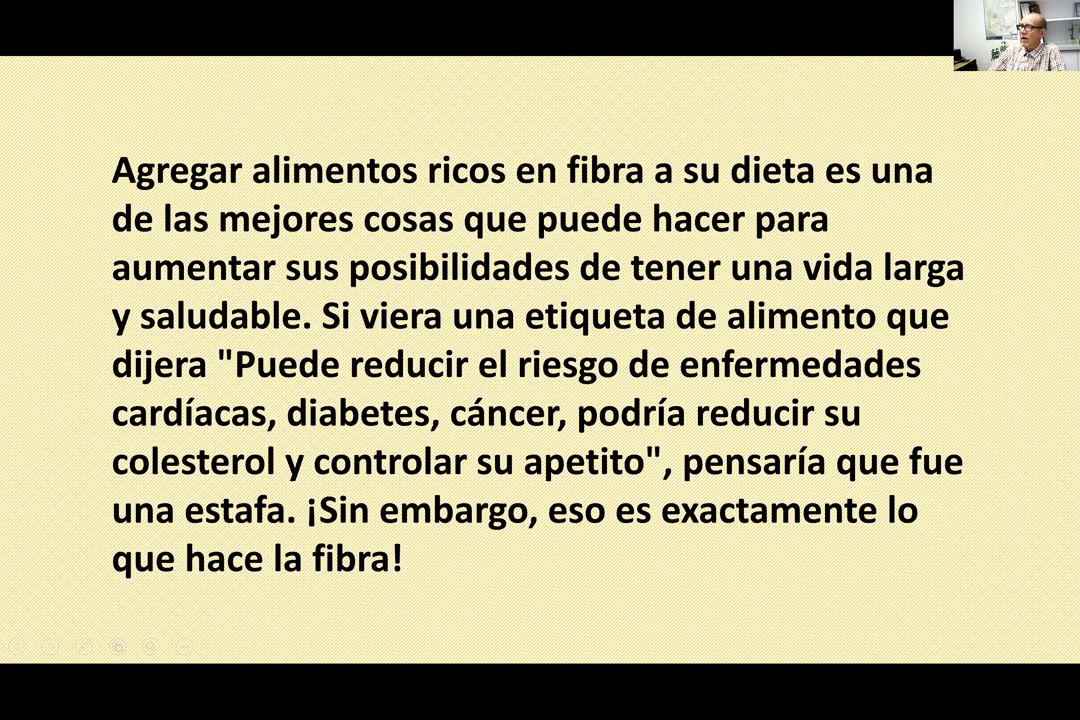 Agregar alimentos ricos en fibra a su dieta es una
de las mejores cosas que puede hacer para
aumentar sus posibilidades de tener una vida larga
y saludable. Si viera una etiqueta de alimento que
dijera "Puede reducir el riesgo de enfermedades
cardíacas, diabetes, cáncer, podría reducir su
colesterol y controlar su apetito", pensaría que fue
una estafa. ¡Sin embargo, eso es exactamente lo
que hace la fibra!